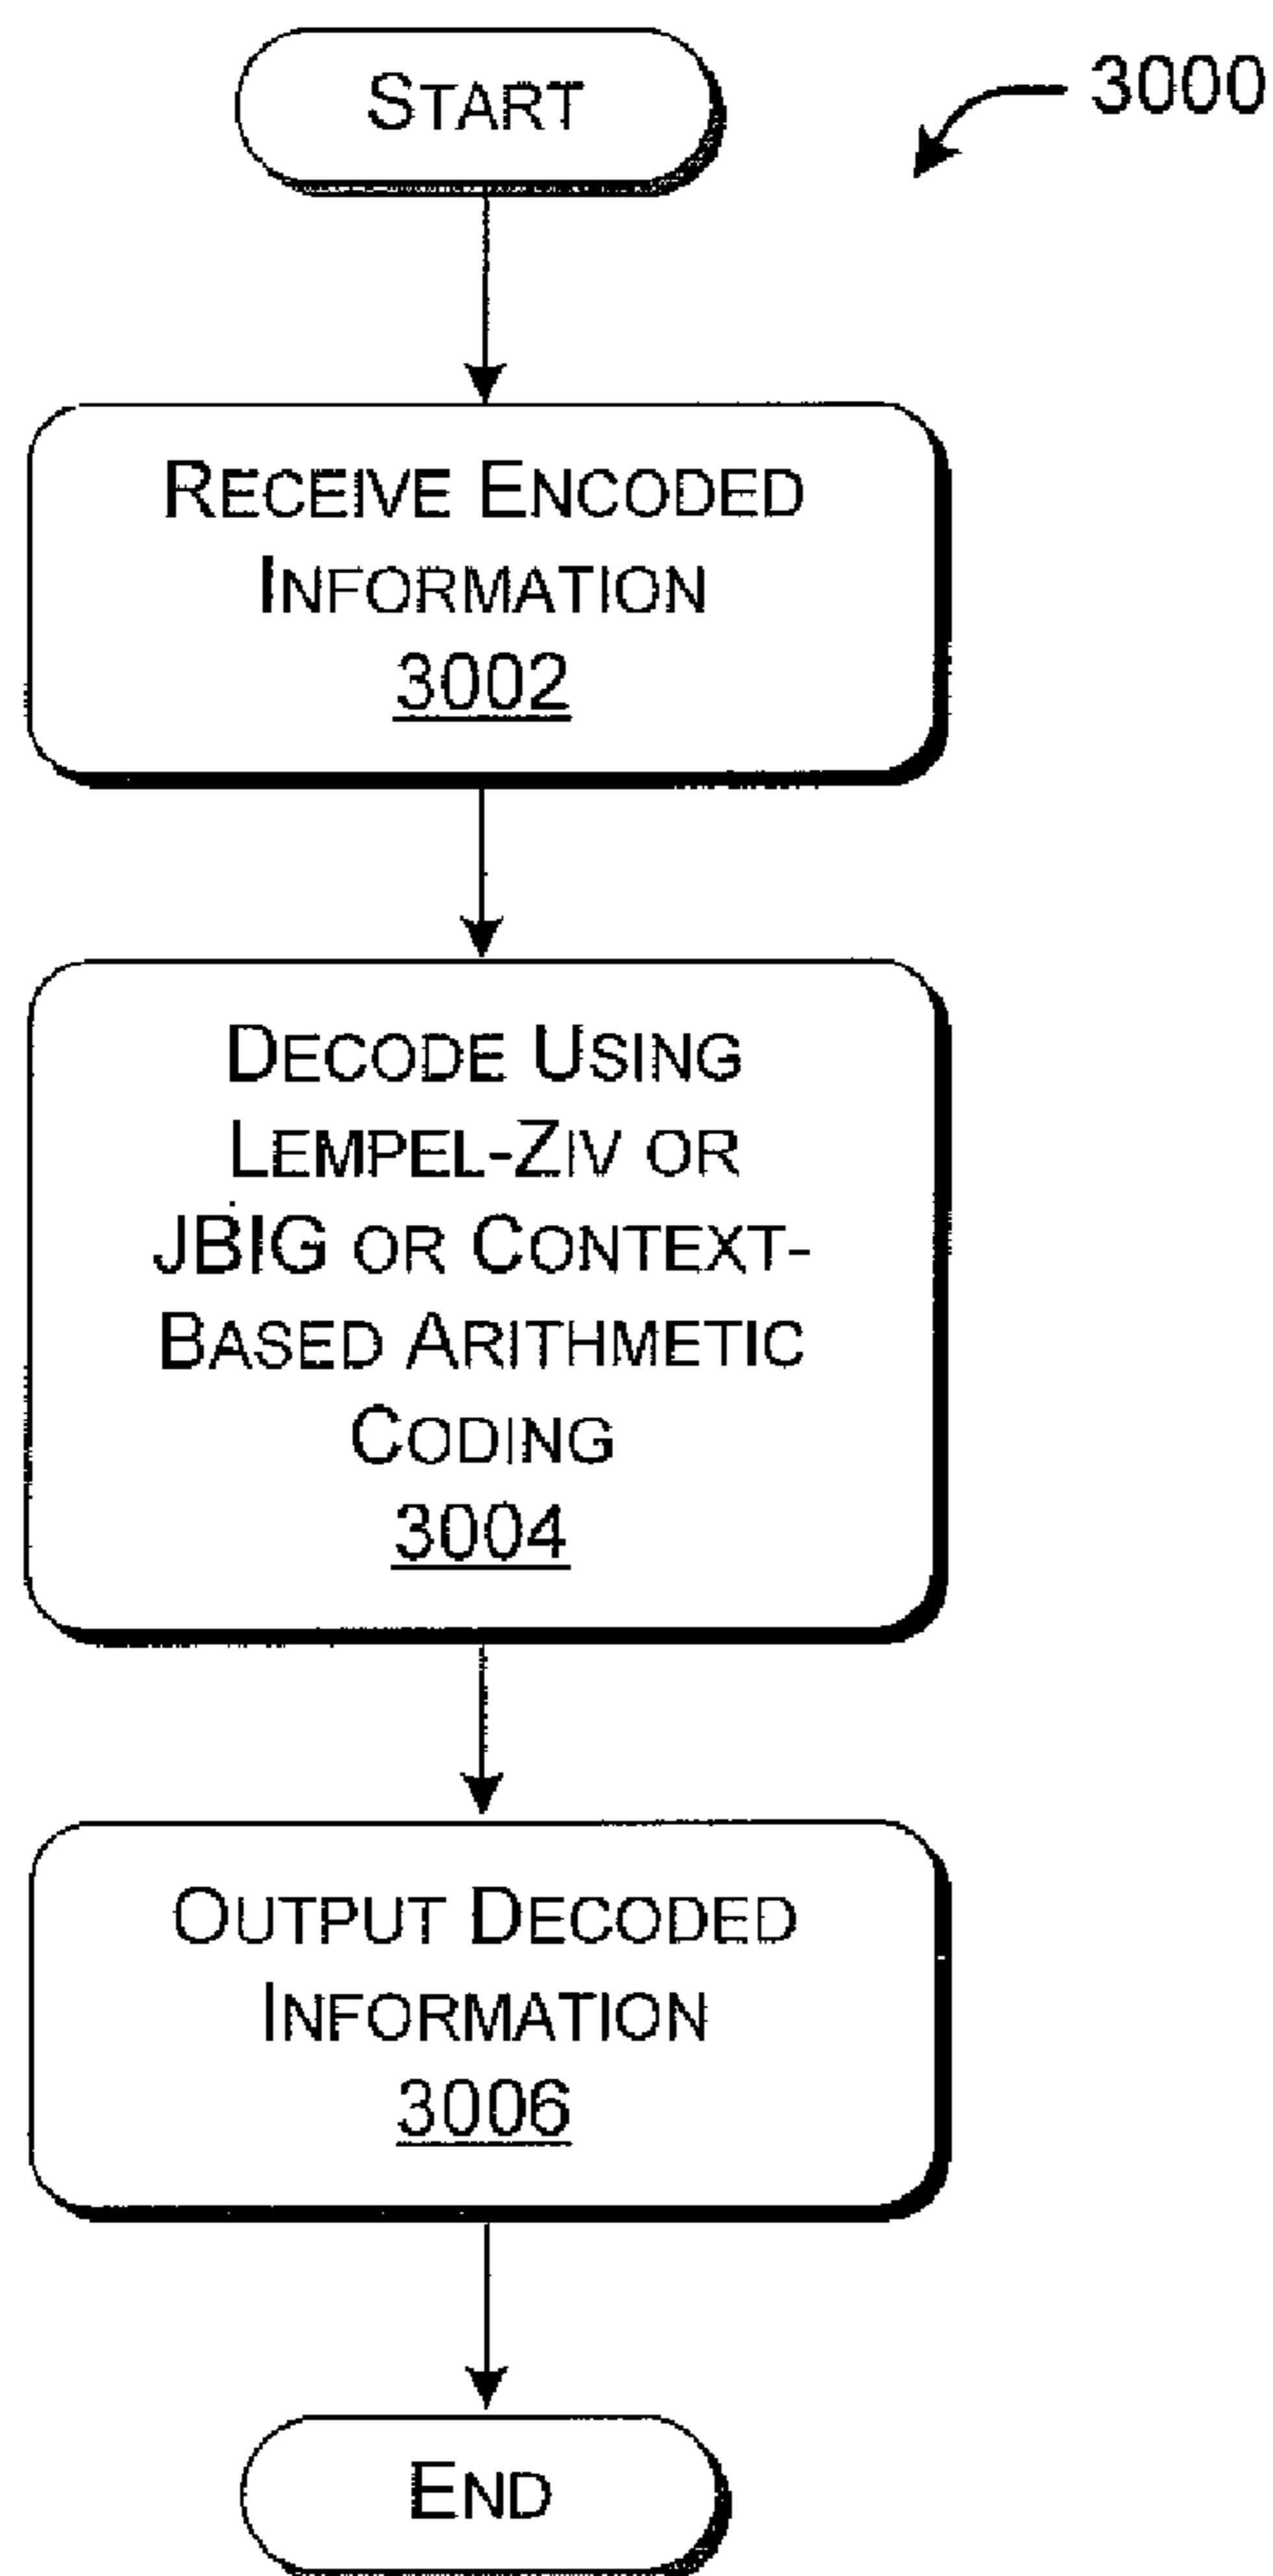 START
3000
RECEIVE ENCODED
INFORMATION
3002
DECODE USING
LEMPEL-ZIV OR
JBIG OR CONTEXT-
BASED ARITHMETIC
CODING
3004
OUTPUT DECODED
INFORMATION
3006
END